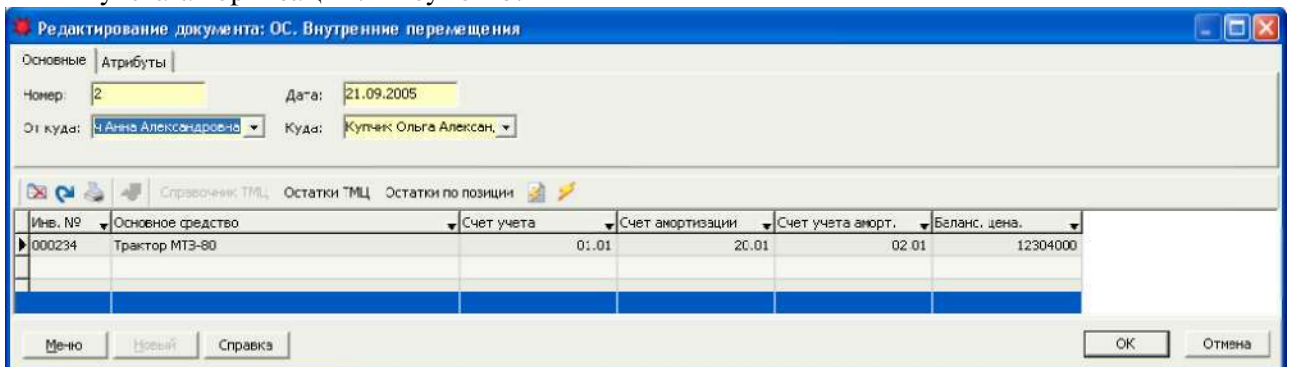 Редактирование документа: ОС. Внутренние перемещения
Основные Атрибуты
Номер: 2 Дата: 21.09.2005
От куда: ч Анна Александровна Куда: Купчик Ольга Алексан,
Справочник ТМЦ Остатки ТМЦ Остатки по позиции
Инв. № Основное средство Счет учета Счет амортизации Счет учета аморт. Баланс. цена.
000234 Трактор МТЗ-80 01.01 20.01 02.01 12304000
Меню Новый Справка OK Отмена